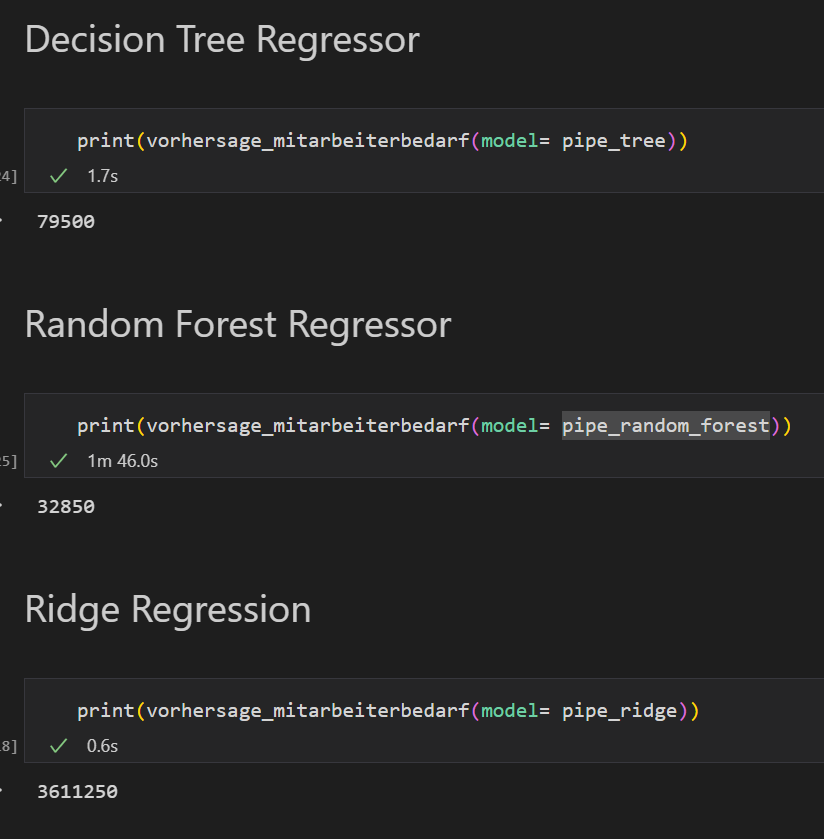 Decision Tree Regressor
print(vorhersage_mitarbeiterbedarf(model= pipe_tree))
4]
1.7s
79500
Random Forest Regressor
print(vorhersage_mitarbeiterbedarf(model= pipe_random_forest))
5]
1m 46.0s
32850
Ridge Regression
print(vorhersage_mitarbeiterbedarf(model= pipe_ridge))
8]
0.6s
3611250